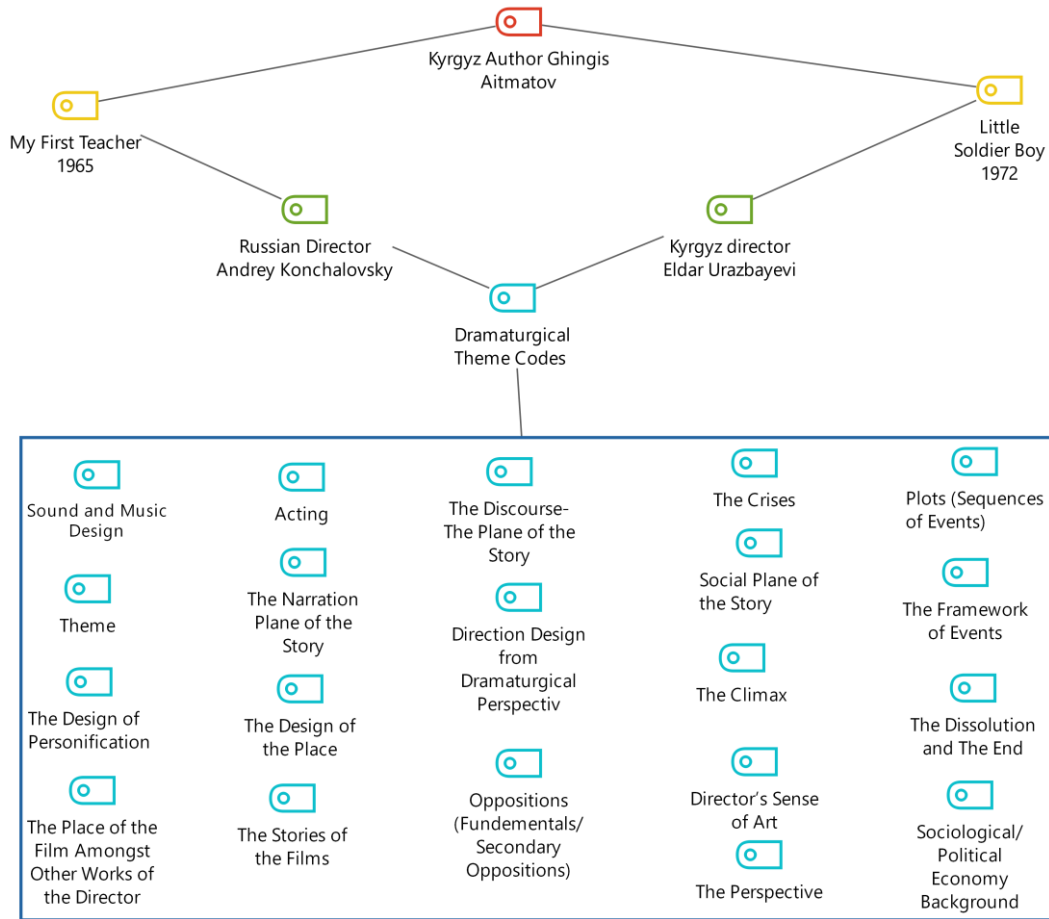 Kyrgyz Author Ghingis
Aitmatov
My First Teacher
1965
Little
Soldier Boy
1972
Russian Director
Andrey Konchalovsky
Kyrgyz director
Eldar Urazbayevi
Dramaturgical
Theme Codes
Sound and Music
Design
Theme
The Design of
Personification
The Place of the
Film Amongst
Other Works of
the Director
Acting
The Narration
Plane of the
Story
The Design of
the Place
The Stories of
the Films
The Discourse-
The Plane of the
Story
Direction Design
from
Dramaturgical
Perspectiv
Oppositions
(Fundementals/
Secondary
Oppositions)
The Crises
Social Plane of
the Story
The Climax
Director's Sense
of Art
The Perspective
Plots (Sequences
of Events)
The Framework
of Events
The Dissolution
and The End
Sociological/
Political
Economy
Background